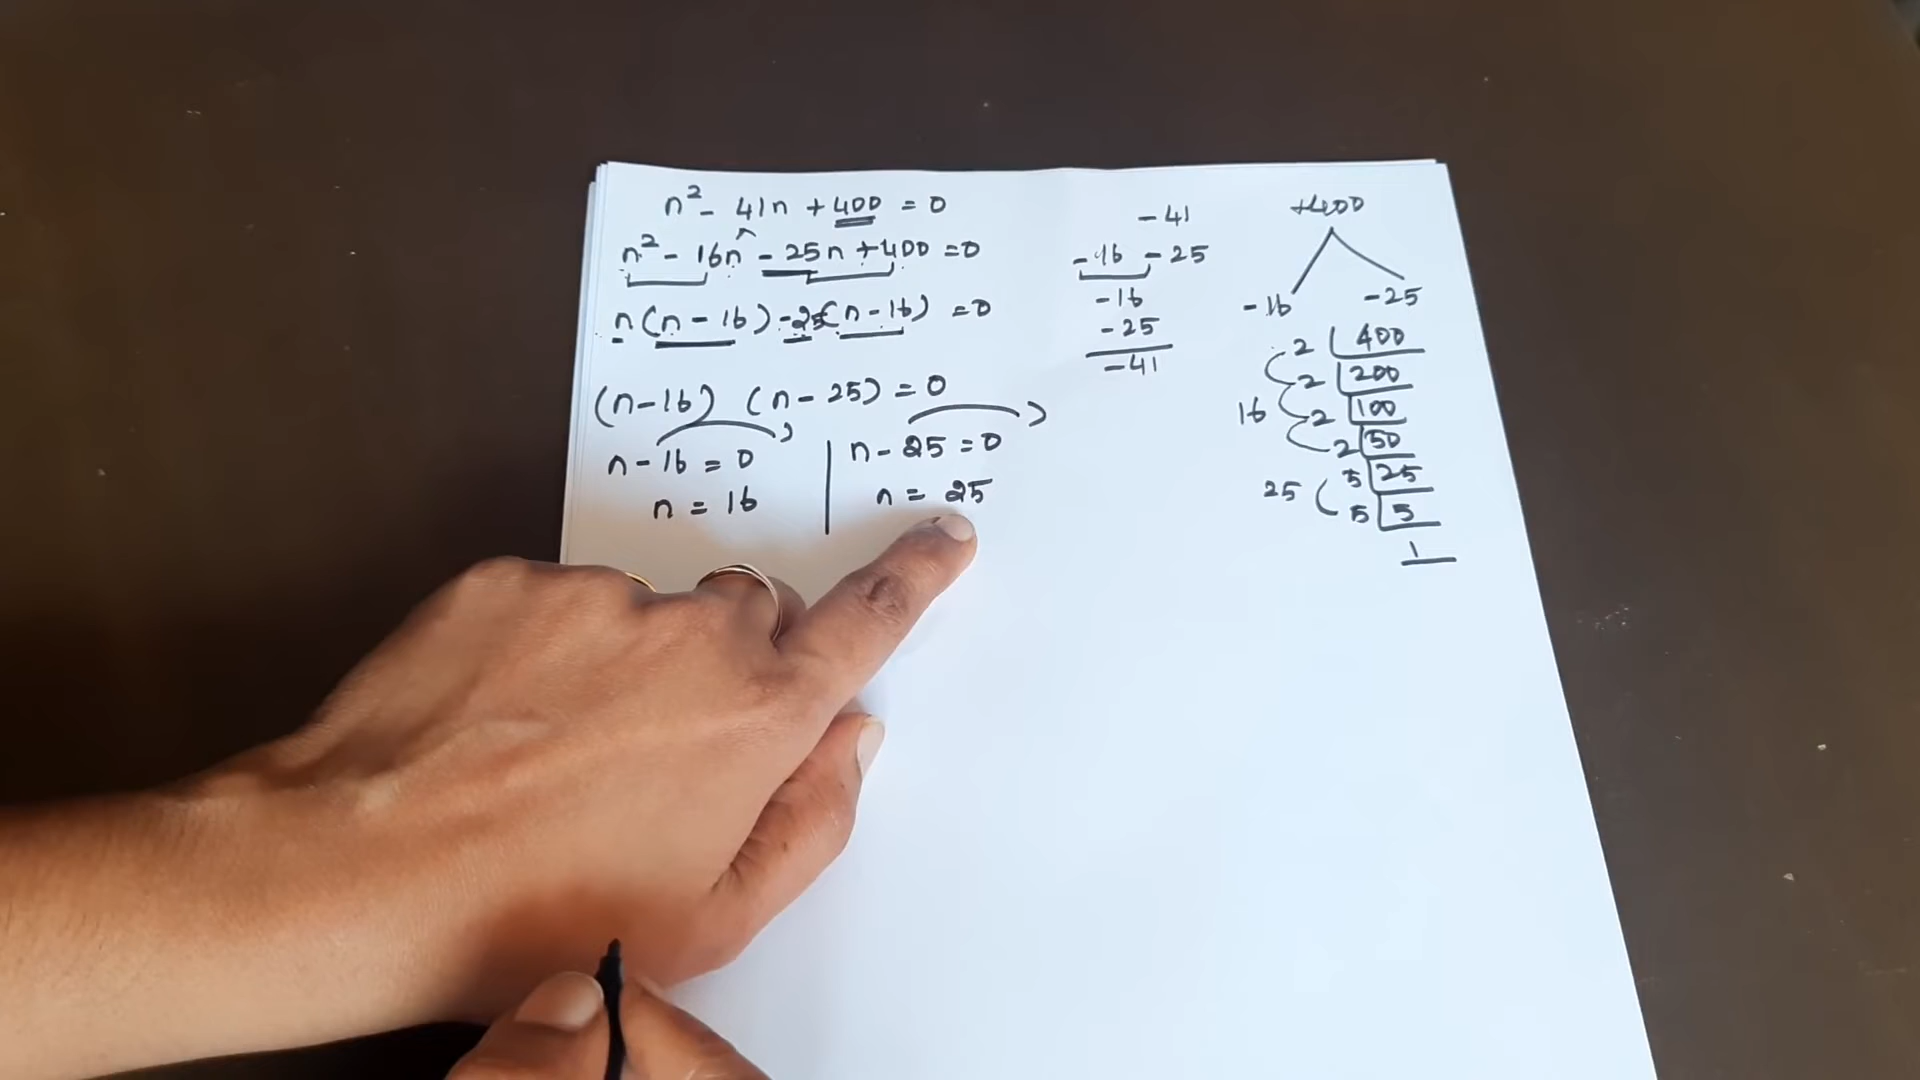 n² - 41n + 400 = 0
n² - 16n - 25n + 400 = 0
n(n - 16) - 25(n - 16) = 0
(n - 16) (n - 25) = 0
n - 16 = 0
n = 16
n - 25 = 0
n = 25
- 41
- 16 - 25
- 16
- 25
- 41
+400
- 16 - 25
2 400
2 200
2 100
2 50
5 25
5 5
1
16
25